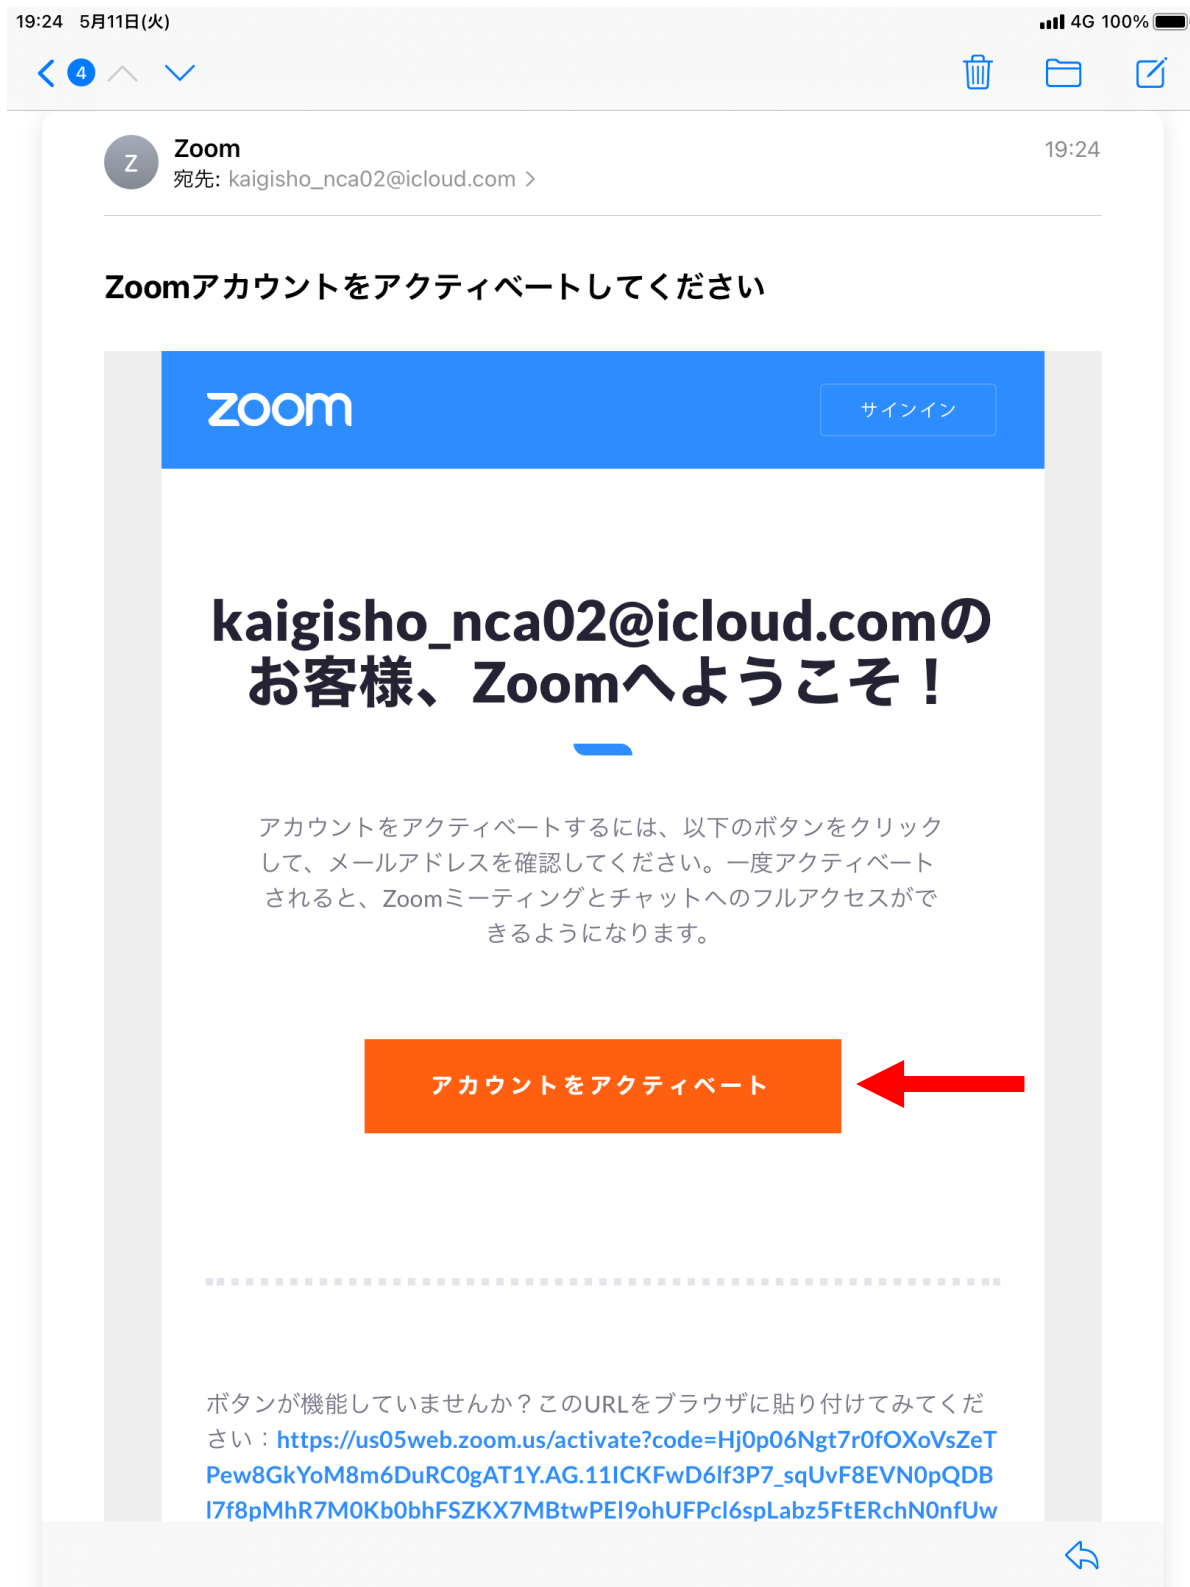 19:24 5月11日(火)
4G 100%
4
Z
Zoom
19:24
宛先: kaigisho_nca02@icloud.com
Zoomアカウントをアクティベートしてください
zoom
サインイン
kaigisho_nca02@icloud.comの
お客様、Zoomへようこそ！
アカウントをアクティベートするには、以下のボタンをクリック
して、メールアドレスを確認してください。一度アクティベート
されると、Zoomミーティングとチャットへのフルアクセスがで
きるようになります。
アカウントをアクティベート
ボタンが機能していませんか？このURLをブラウザに貼り付けてみてくだ
さい：https://us05web.zoom.us/activate?code=Hj0p06Ngt7r0fOXoVsZeT
Pew8GkYoM8m6DuRC0gAT1Y.AG.11ICKFwD6lf3P7_sqUvF8EVN0pQDB
l7f8pMhR7M0Kb0bhFSZKX7MBtwPEl9ohUFPcl6spLabz5FtERchN0nfUw